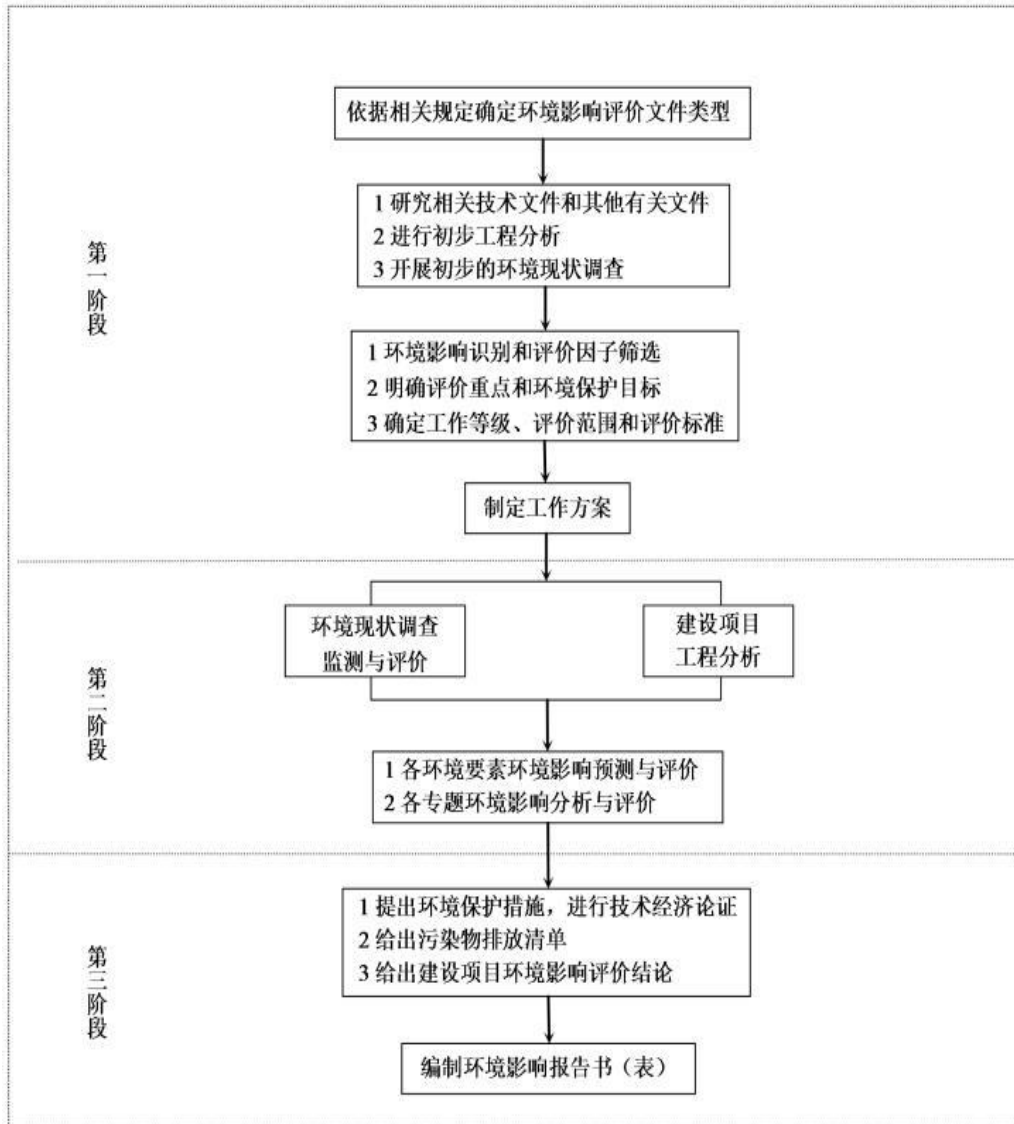 依据相关规定确定环境影响评价文件类型
1 研究相关技术文件和其他有关文件
2 进行初步工程分析
3 开展初步的环境现状调查
第一阶段
1 环境影响识别和评价因子筛选
2 明确评价重点和环境保护目标
3 确定工作等级、评价范围和评价标准
制定工作方案
环境现状调查
监测与评价
建设项目
工程分析
第二阶段
1 各环境要素环境影响预测与评价
2 各专题环境影响分析与评价
1 提出环境保护措施，进行技术经济论证
2 给出污染物排放清单
3 给出建设项目环境影响评价结论
第三阶段
编制环境影响报告书（表）